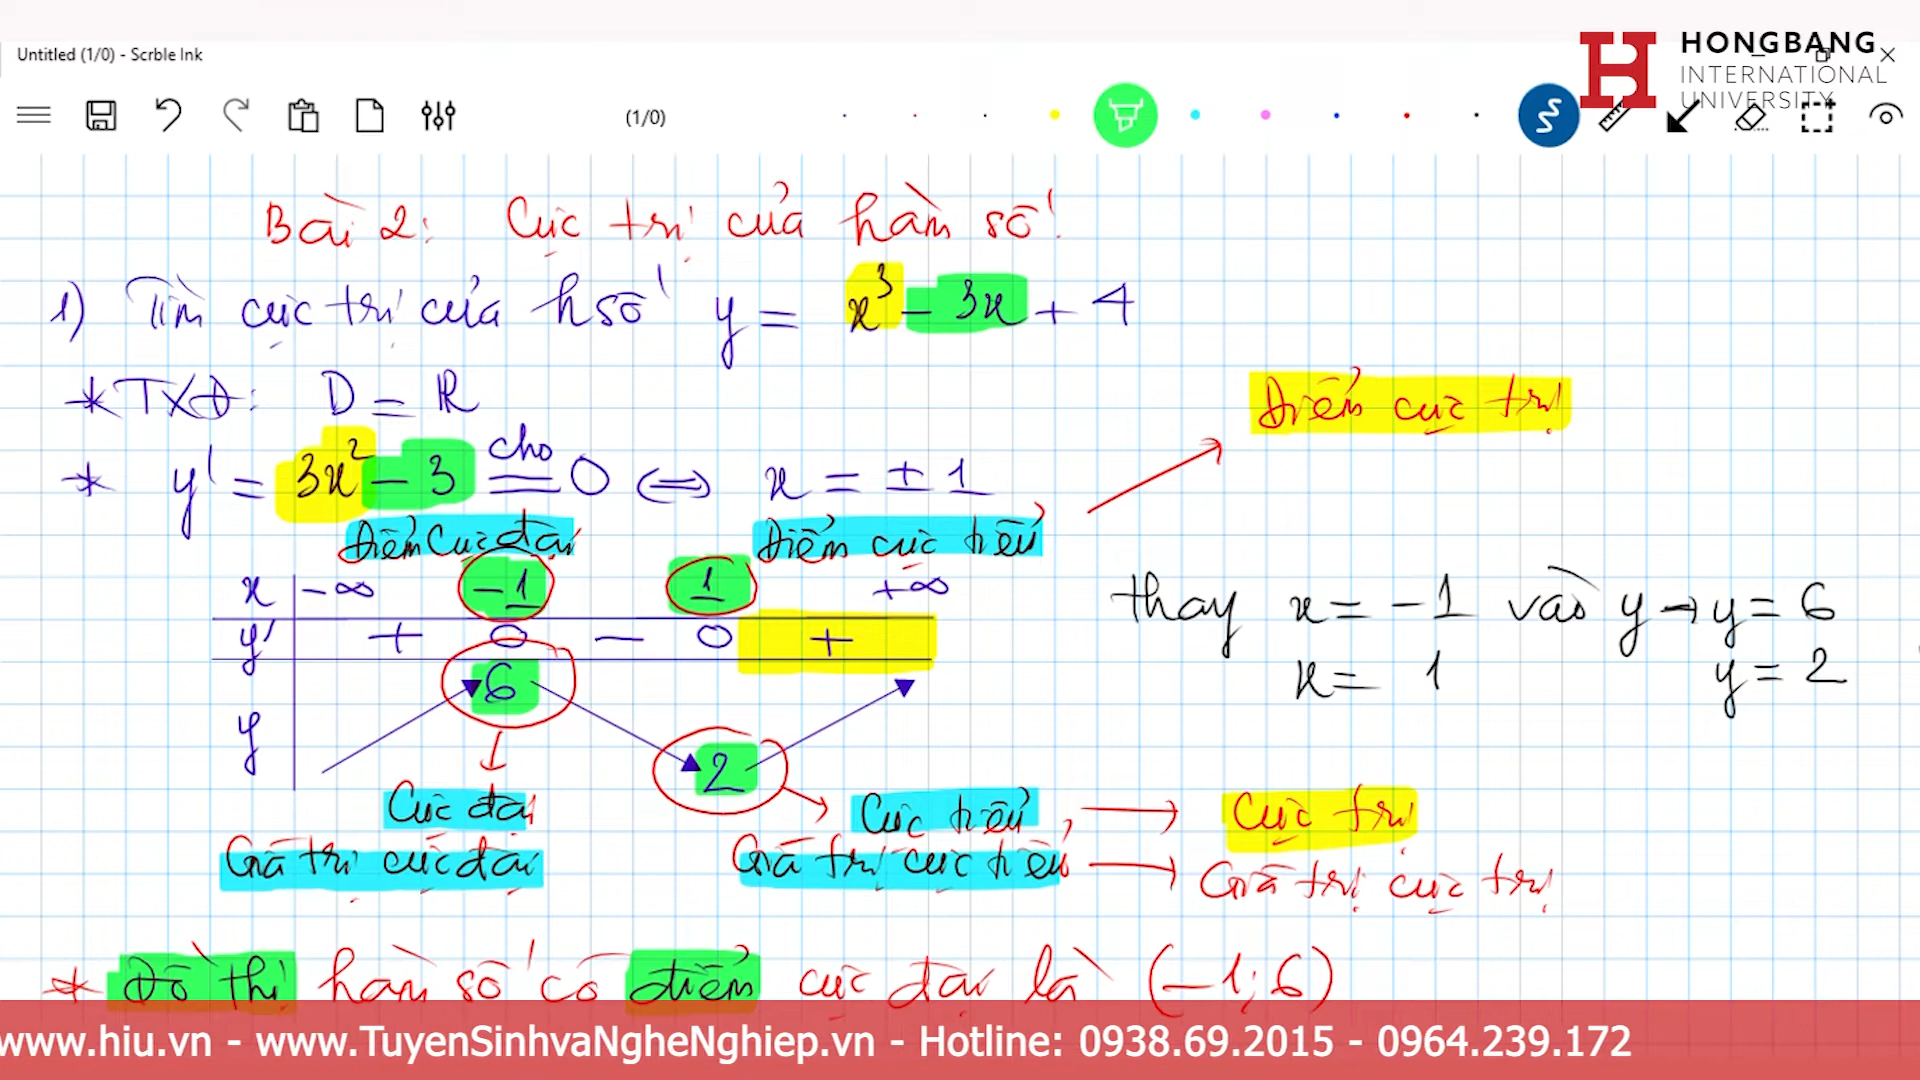 HONGBANG
INTERNATIONAL
UNIVERSITY
Untitled (1/0) - Scrble Ink
(1/0)
Bài 2: Cực trị của hàm số
1) Tìm cực trị của hsố y = x³ - 3x + 4
* TXĐ: D = R
Điểm cực trị
* y' = 3x² - 3 cho = 0 ⇔ x = ± 1
Điểm Cực đại Điểm cực tiểu
x -∞ -1 1 +∞
y' + 0 - 0 +
y 6 2
thay x = -1 vào y → y = 6
x = 1 y = 2
Cực đại Cực tiểu → Cực trị
Giá trị cực đại Giá trị cực tiểu → Giá trị cực trị
* Đồ thị hàm số có điểm cực đại là (-1; 6)
www.hiu.vn - www.TuyenSinhvaNgheNghiep.vn - Hotline: 0938.69.2015 - 0964.239.172